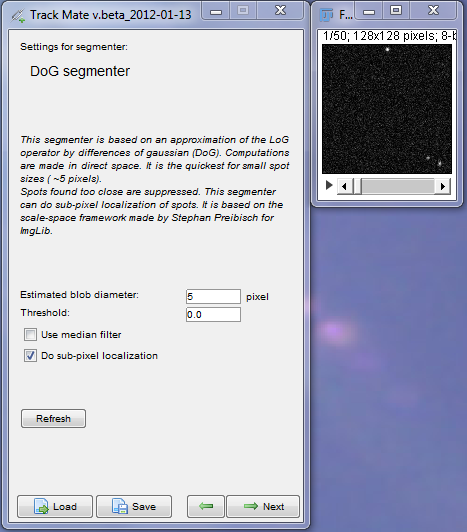 Track Mate v.beta_2012-01-13
Settings for segmenter:
DoG segmenter
This segmenter is based on an approximation of the LoG
operator by differences of gaussian (DoG). Computations
are made in direct space. It is the quickest for small spot
sizes ( ~5 pixels).
Spots found too close are suppressed. This segmenter
can do sub-pixel localization of spots. It is based on the
scale-space framework made by Stephan Preibisch for
ImgLib.
Estimated blob diameter: 5 pixel
Threshold: 0.0
Use median filter
Do sub-pixel localization
Refresh
Load Save Next
F...
1/50; 128x128 pixels; 8-b